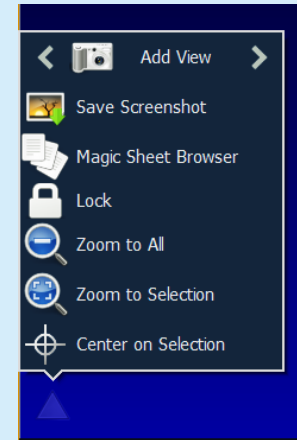 Add View
Save Screenshot
Magic Sheet Browser
Lock
Zoom to All
Zoom to Selection
Center on Selection